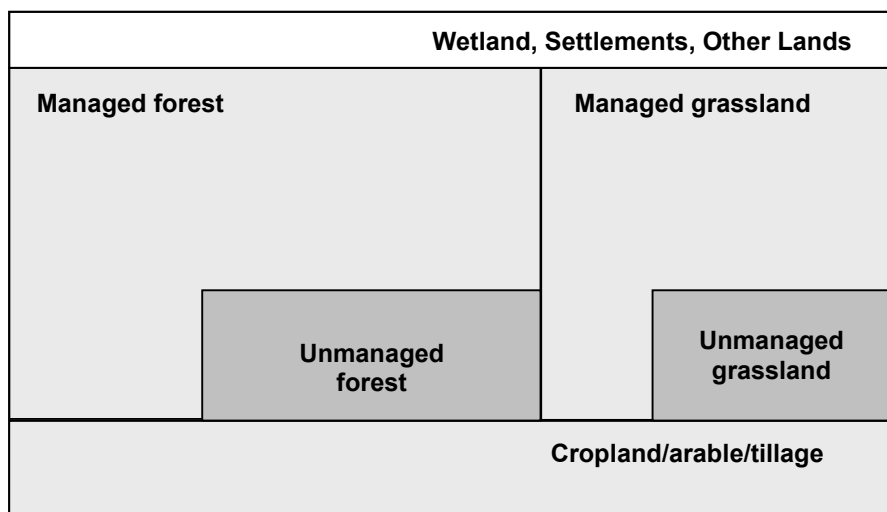 Wetland, Settlements, Other Lands
Managed forest
Managed grassland
Unmanaged
forest
Unmanaged
grassland
Cropland/arable/tillage